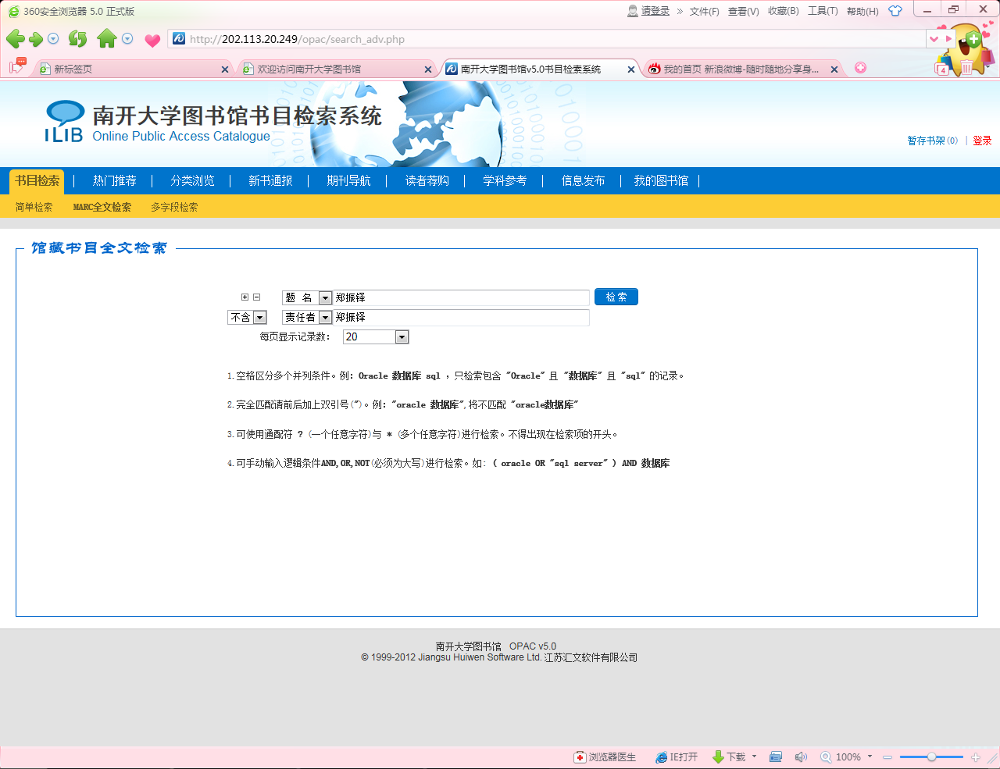 360安全浏览器 5.0 正式版
请登录 » 文件(F) 查看(V) 收藏(B) 工具(T) 帮助(H)
http://202.113.20.249/opac/search_adv.php
新标签页 欢迎访问南开大学图书馆 南开大学图书馆v5.0书目检索系统 我的首页 新浪微博-随时随地分享身... 4
ILIB 南开大学图书馆书目检索系统
Online Public Access Catalogue
暂存书架(0) | 登录
书目检索 | 热门推荐 | 分类浏览 | 新书通报 | 期刊导航 | 读者荐购 | 学科参考 | 信息发布 | 我的图书馆 |
简单检索 MARC全文检索 多字段检索
馆藏书目全文检索
题 名 郑振铎 检 索
不含 责任者 郑振铎
每页显示记录数： 20
1.空格区分多个并列条件。例：Oracle 数据库 sql ，只检索包含 "Oracle" 且 "数据库" 且 "sql" 的记录。
2.完全匹配请前后加上双引号(")。例："oracle 数据库",将不匹配 "oracle数据库"
3.可使用通配符 ? (一个任意字符)与 * (多个任意字符)进行检索。不得出现在检索项的开头。
4.可手动输入逻辑条件AND,OR,NOT(必须为大写)进行检索。如：( oracle OR "sql server" ) AND 数据库
南开大学图书馆 OPAC v5.0
© 1999-2012 Jiangsu Huiwen Software Ltd. 江苏汇文软件有限公司
浏览器医生 IE打开 下载 100%